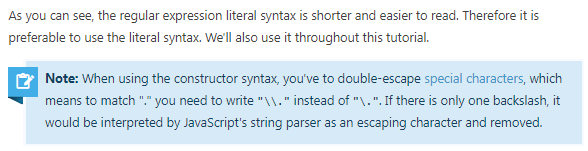 As you can see, the regular expression literal syntax is shorter and easier to read. Therefore it is
preferable to use the literal syntax. We'll also use it throughout this tutorial.
Note: When using the constructor syntax, you've to double-escape special characters, which
means to match "." you need to write "\\." instead of "\.". If there is only one backslash, it
would be interpreted by JavaScript's string parser as an escaping character and removed.